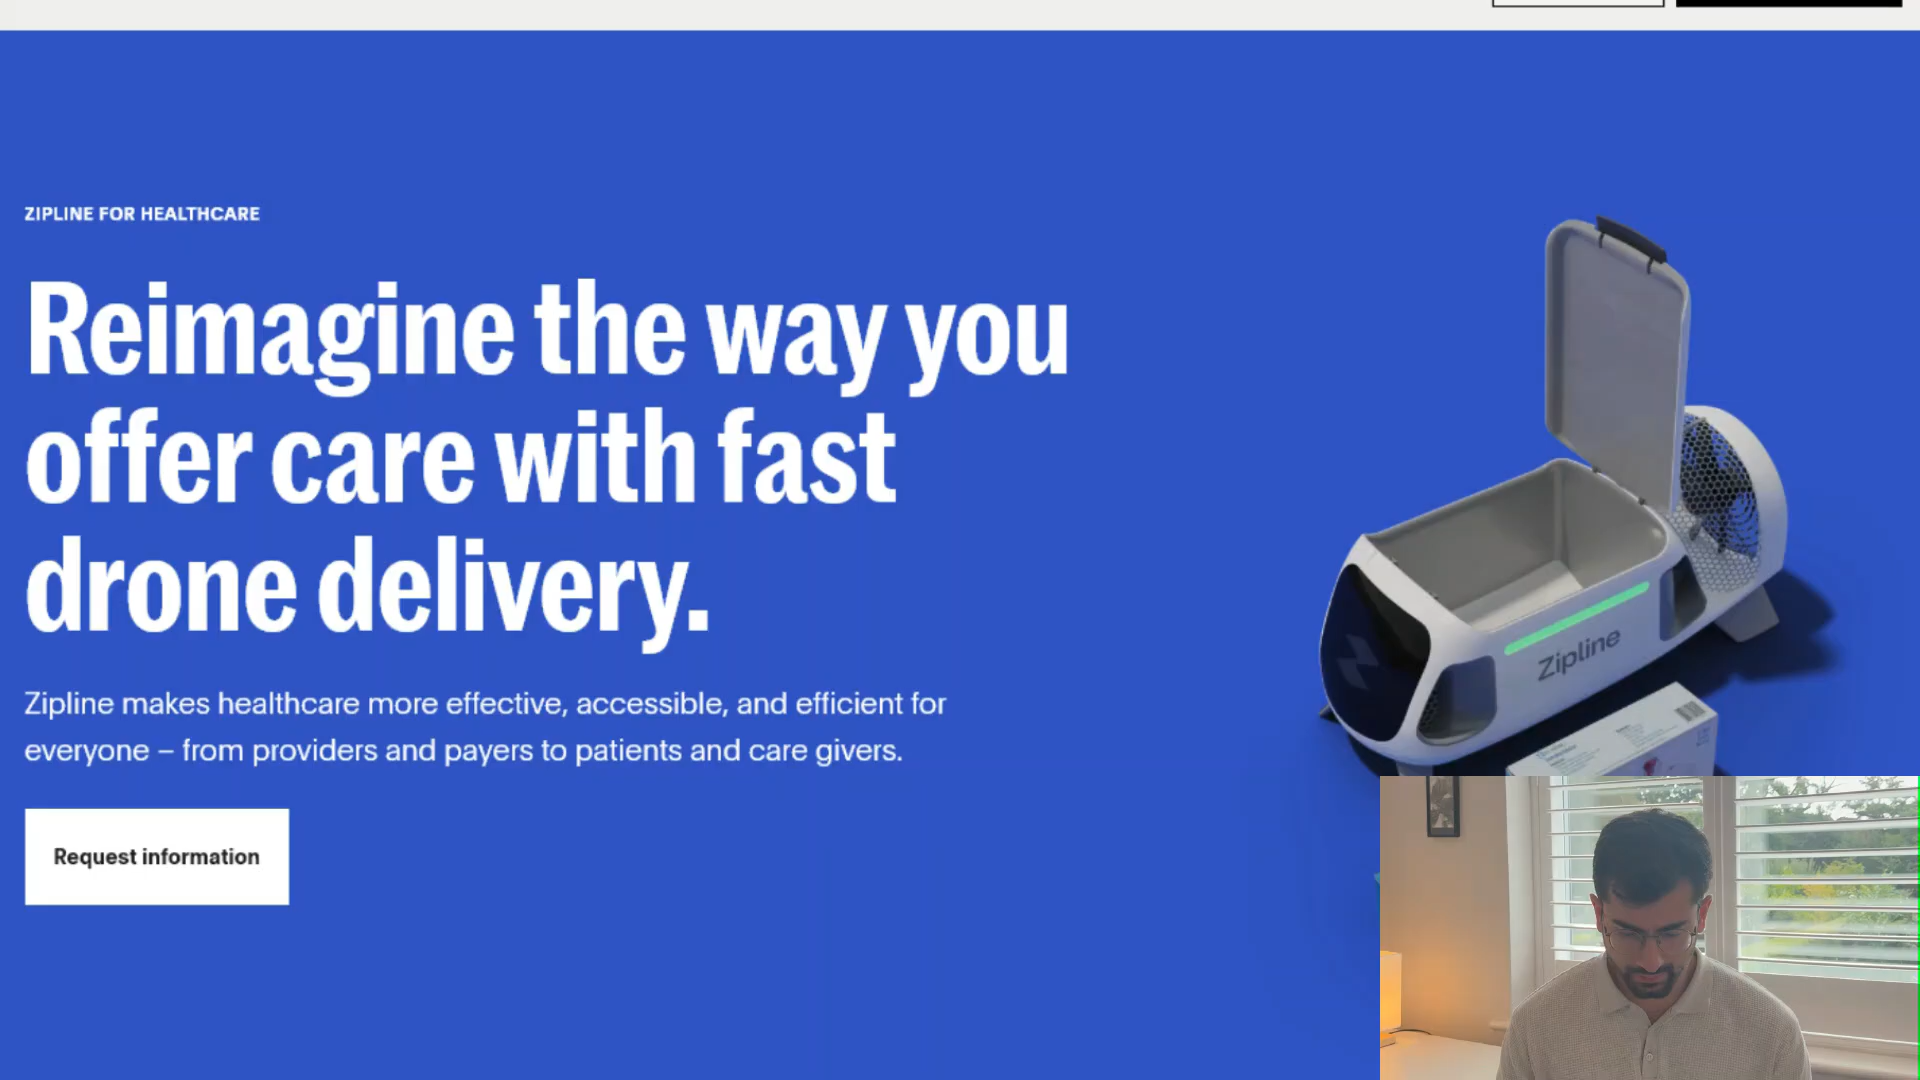 ZIPLINE FOR HEALTHCARE
Reimagine the way you
offer care with fast
drone delivery.
Zipline makes healthcare more effective, accessible, and efficient for
everyone – from providers and payers to patients and care givers.
Request information
Zipline